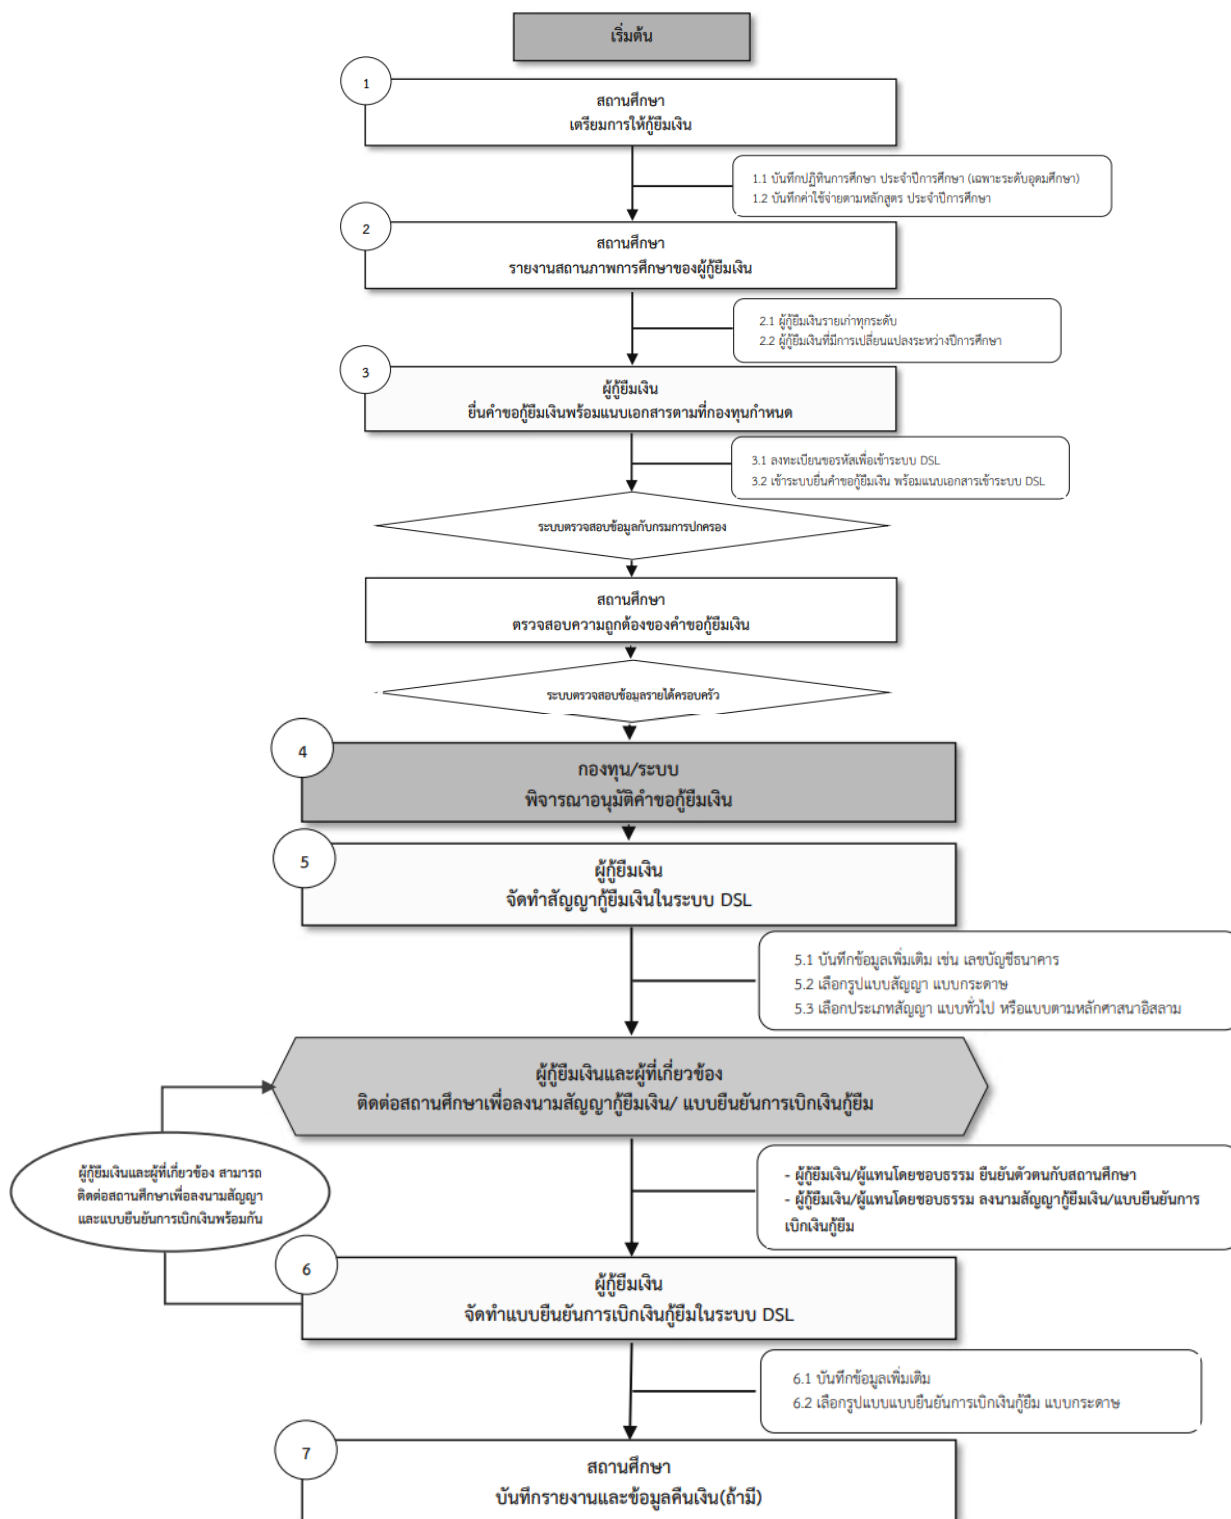 เริ่มต้น
1
สถานศึกษา
เตรียมการให้กู้ยืมเงิน
1.1 บันทึกปฏิทินการศึกษา ประจำปีการศึกษา (เฉพาะระดับอุดมศึกษา)
1.2 บันทึกค่าใช้จ่ายตามหลักสูตร ประจำปีการศึกษา
2
สถานศึกษา
รายงานสถานภาพการศึกษาของผู้กู้ยืมเงิน
2.1 ผู้กู้ยืมเงินรายเก่าทุกระดับ
2.2 ผู้กู้ยืมเงินที่มีการเปลี่ยนแปลงระหว่างปีการศึกษา
3
ผู้กู้ยืมเงิน
ยื่นคำขอกู้ยืมเงินพร้อมแนบเอกสารตามที่กองทุนกำหนด
3.1 ลงทะเบียนขอรหัสเพื่อเข้าระบบ DSL
3.2 เข้าระบบยื่นคำขอกู้ยืมเงิน พร้อมแนบเอกสารเข้าระบบ DSL
ระบบตรวจสอบข้อมูลกับกรมการปกครอง
สถานศึกษา
ตรวจสอบความถูกต้องของคำขอกู้ยืมเงิน
ระบบตรวจสอบข้อมูลรายได้ครอบครัว
4
กองทุน/ระบบ
พิจารณาอนุมัติคำขอกู้ยืมเงิน
5
ผู้กู้ยืมเงิน
จัดทำสัญญากู้ยืมเงินในระบบ DSL
5.1 บันทึกข้อมูลเพิ่มเติม เช่น เลขบัญชีธนาคาร
5.2 เลือกรูปแบบสัญญา แบบกระดาษ
5.3 เลือกประเภทสัญญา แบบทั่วไป หรือแบบตามหลักศาสนาอิสลาม
ผู้กู้ยืมเงินและผู้ที่เกี่ยวข้อง
ติดต่อสถานศึกษาเพื่อลงนามสัญญากู้ยืมเงิน/ แบบยืนยันการเบิกเงินกู้ยืม
ผู้กู้ยืมเงินและผู้ที่เกี่ยวข้อง สามารถ
ติดต่อสถานศึกษาเพื่อลงนามสัญญา
และแบบยืนยันการเบิกเงินพร้อมกัน
- ผู้กู้ยืมเงิน/ผู้แทนโดยชอบธรรม ยืนยันตัวตนกับสถานศึกษา
- ผู้กู้ยืมเงิน/ผู้แทนโดยชอบธรรม ลงนามสัญญากู้ยืมเงิน/แบบยืนยันการ
เบิกเงินกู้ยืม
6
ผู้กู้ยืมเงิน
จัดทำแบบยืนยันการเบิกเงินกู้ยืมในระบบ DSL
6.1 บันทึกข้อมูลเพิ่มเติม
6.2 เลือกรูปแบบแบบยืนยันการเบิกเงินกู้ยืม แบบกระดาษ
7
สถานศึกษา
บันทึกรายงานและข้อมูลคืนเงิน(ถ้ามี)